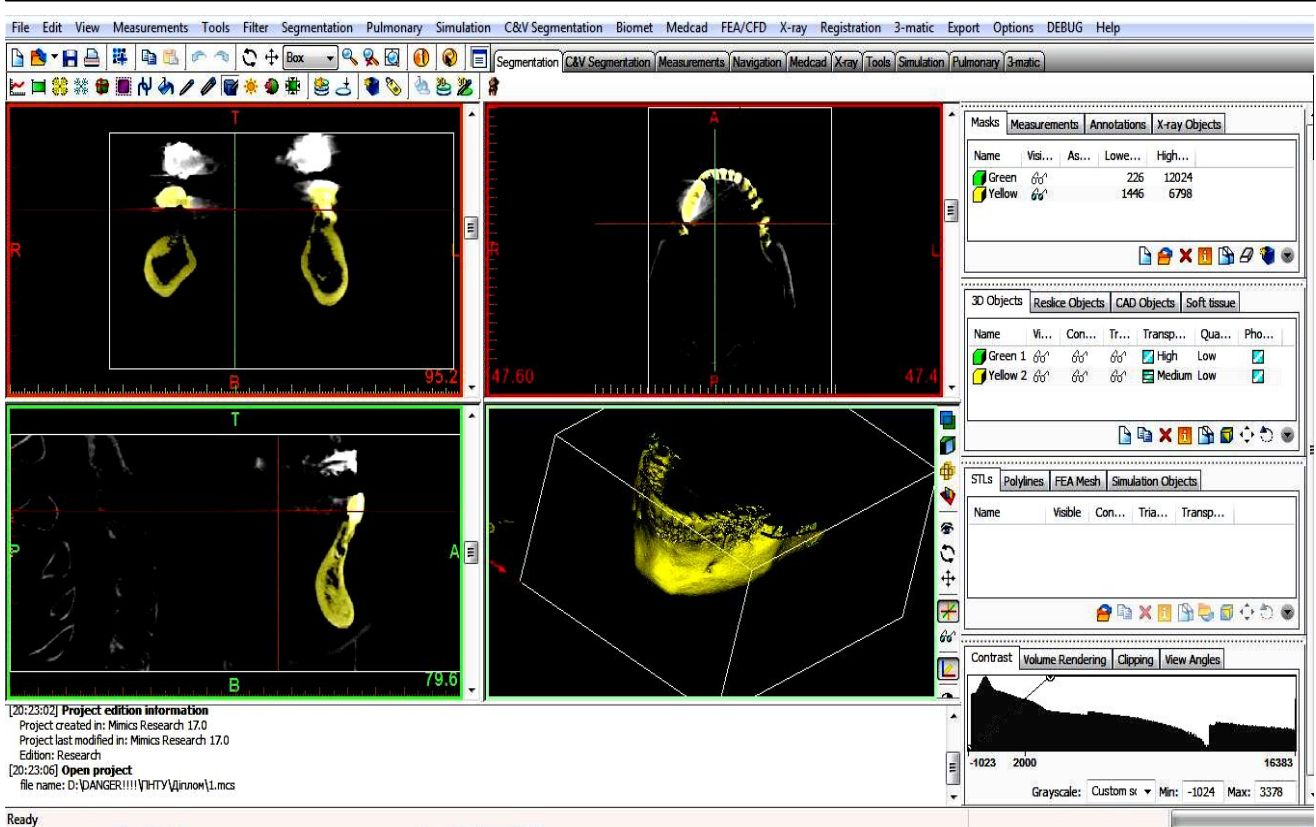 File Edit View Measurements Tools Filter Segmentation Pulmonary Simulation C&V Segmentation Biomet Medcad FEA/CFD X-ray Registration 3-matic Export Options DEBUG Help
Box
Segmentation C&V Segmentation Measurements Navigation Medcad X-ray Tools Simulation Pulmonary 3-matic
T
R
L
B
95.2
A
R
L
P
47.60
47.4
T
P
A
B
79.6
Masks Measurements Annotations X-ray Objects
Name Visi... As... Lowe... High...
Green 226 12024
Yellow 1446 6798
3D Objects Reslice Objects CAD Objects Soft tissue
Name Vi... Con... Tr... Transp... Qua... Pho...
Green 1 High Low
Yellow 2 Medium Low
STLs Polylines FEA Mesh Simulation Objects
Name Visible Con... Tria... Transp...
Contrast Volume Rendering Clipping View Angles
-1023 2000 16383
Grayscale: Custom sc Min: -1024 Max: 3378
[20:23:02] Project edition information
Project created in: Mimics Research 17.0
Project last modified in: Mimics Research 17.0
Edition: Research
[20:23:06] Open project
file name: D:\DANGER!!!!\ПНТУ\Діплом\1.mcs
Ready